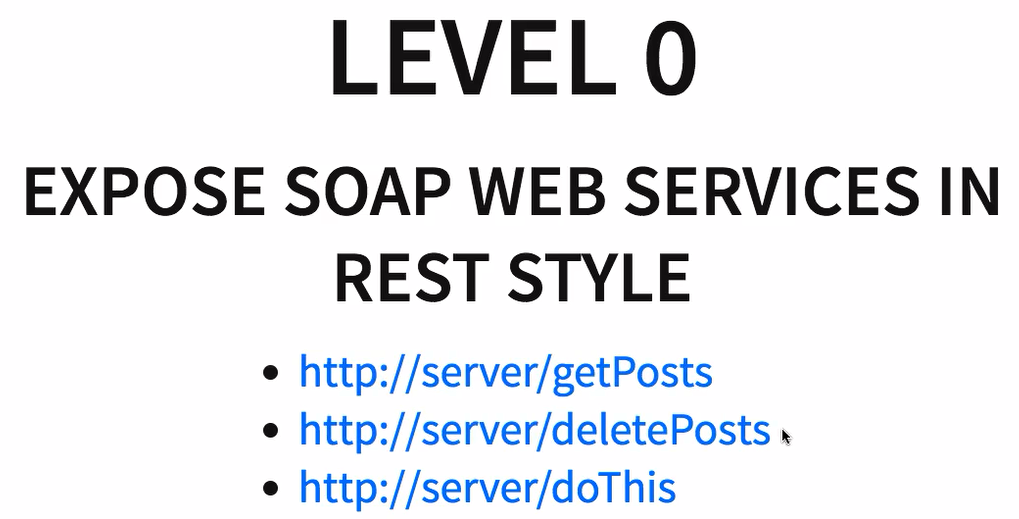 LEVEL 0
EXPOSE SOAP WEB SERVICES IN
REST STYLE
http://server/getPosts
http://server/deletePosts
http://server/doThis